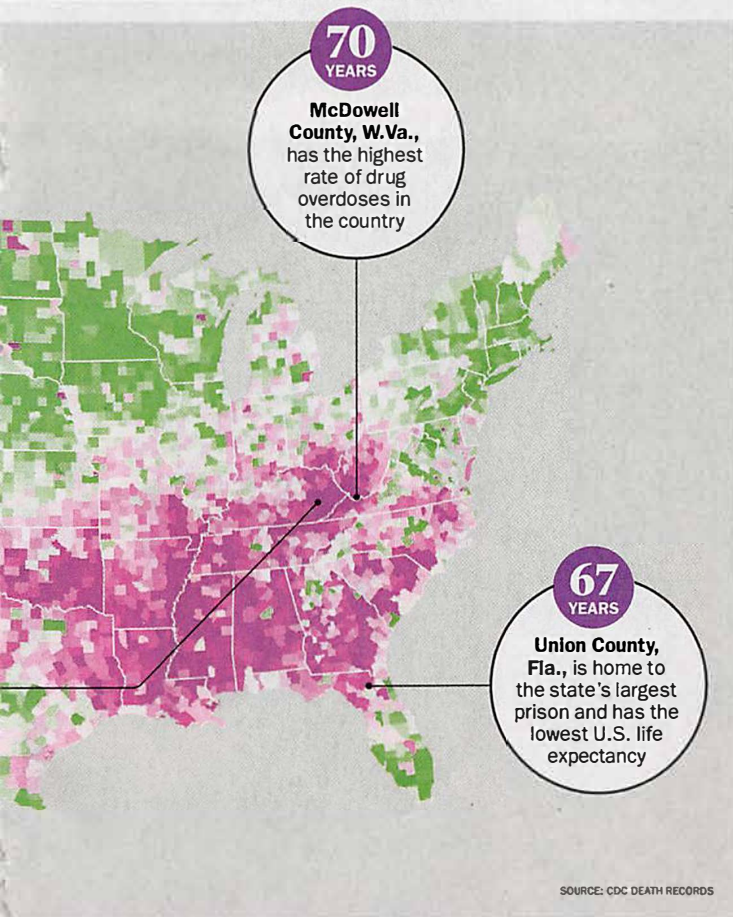 70
YEARS
McDowell
County, W.Va.,
has the highest
rate of drug
overdoses in
the country
67
YEARS
Union County,
Fla., is home to
the state's largest
prison and has the
lowest U.S. life
expectancy
SOURCE: CDC DEATH RECORDS